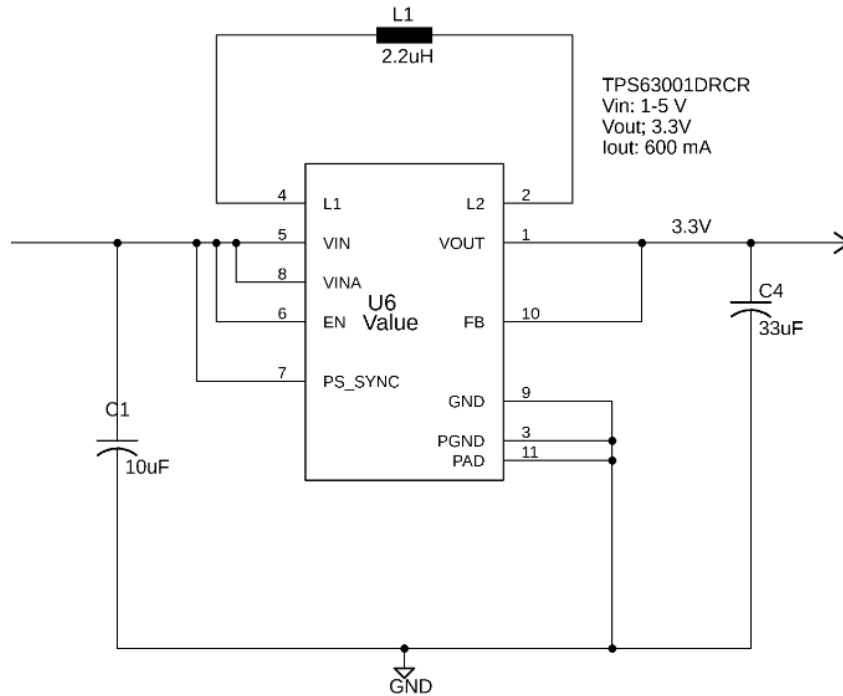 L1
2.2uH
TPS63001DRCR
Vin: 1-5 V
Vout; 3.3V
Iout: 600 mA
4 L1 L2 2
5 VIN VOUT 1 3.3V
8 VINA
U6
Value
C4
33uF
6 EN FB 10
7 PS_SYNC
GND 9
C1
10uF
PGND 3
PAD 11
GND